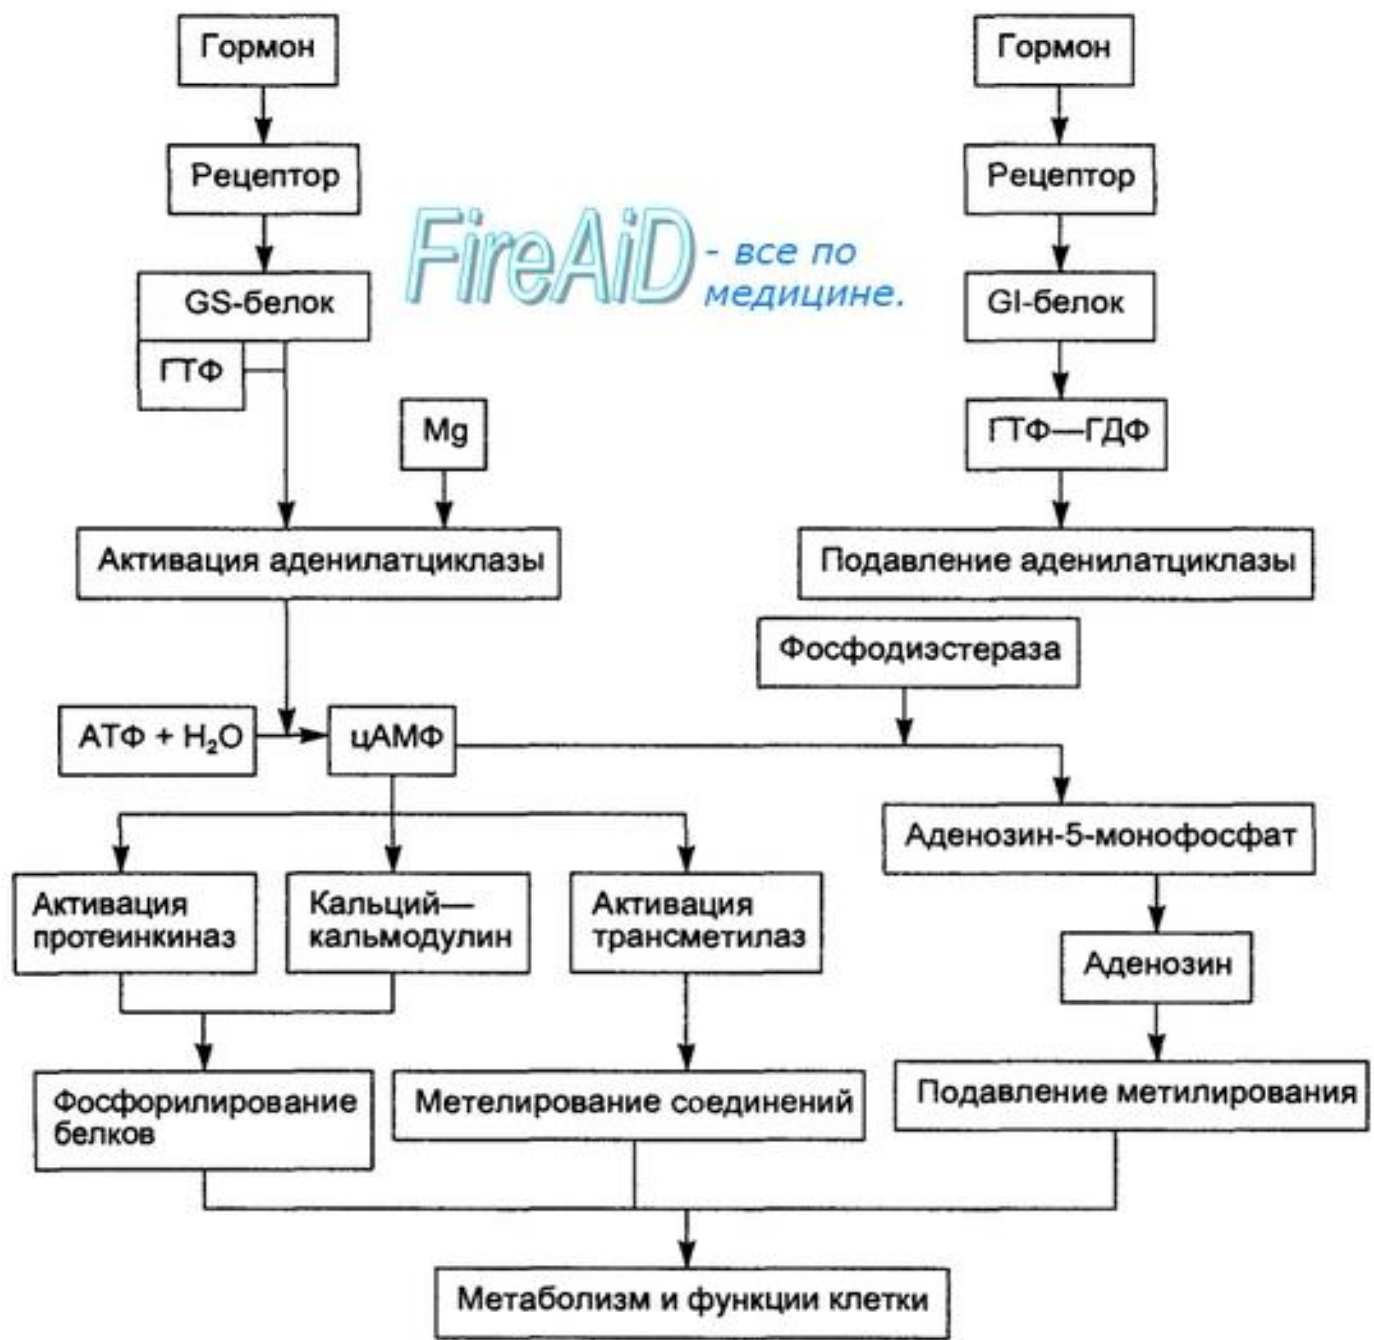 Гормон
Гормон
Рецептор
Рецептор
FireAiD - все по
медицине.
GS-белок
GI-белок
ГТФ
Mg
ГТФ—ГДФ
Активация аденилатциклазы
Подавление аденилатциклазы
Фосфодиэстераза
АТФ + H₂O
цАМФ
Аденозин-5-монофосфат
Активация
протеинкиназ
Кальций—
кальмодулин
Активация
трансметилаз
Аденозин
Фосфорилирование
белков
Метелирование соединений
Подавление метилирования
Метаболизм и функции клетки